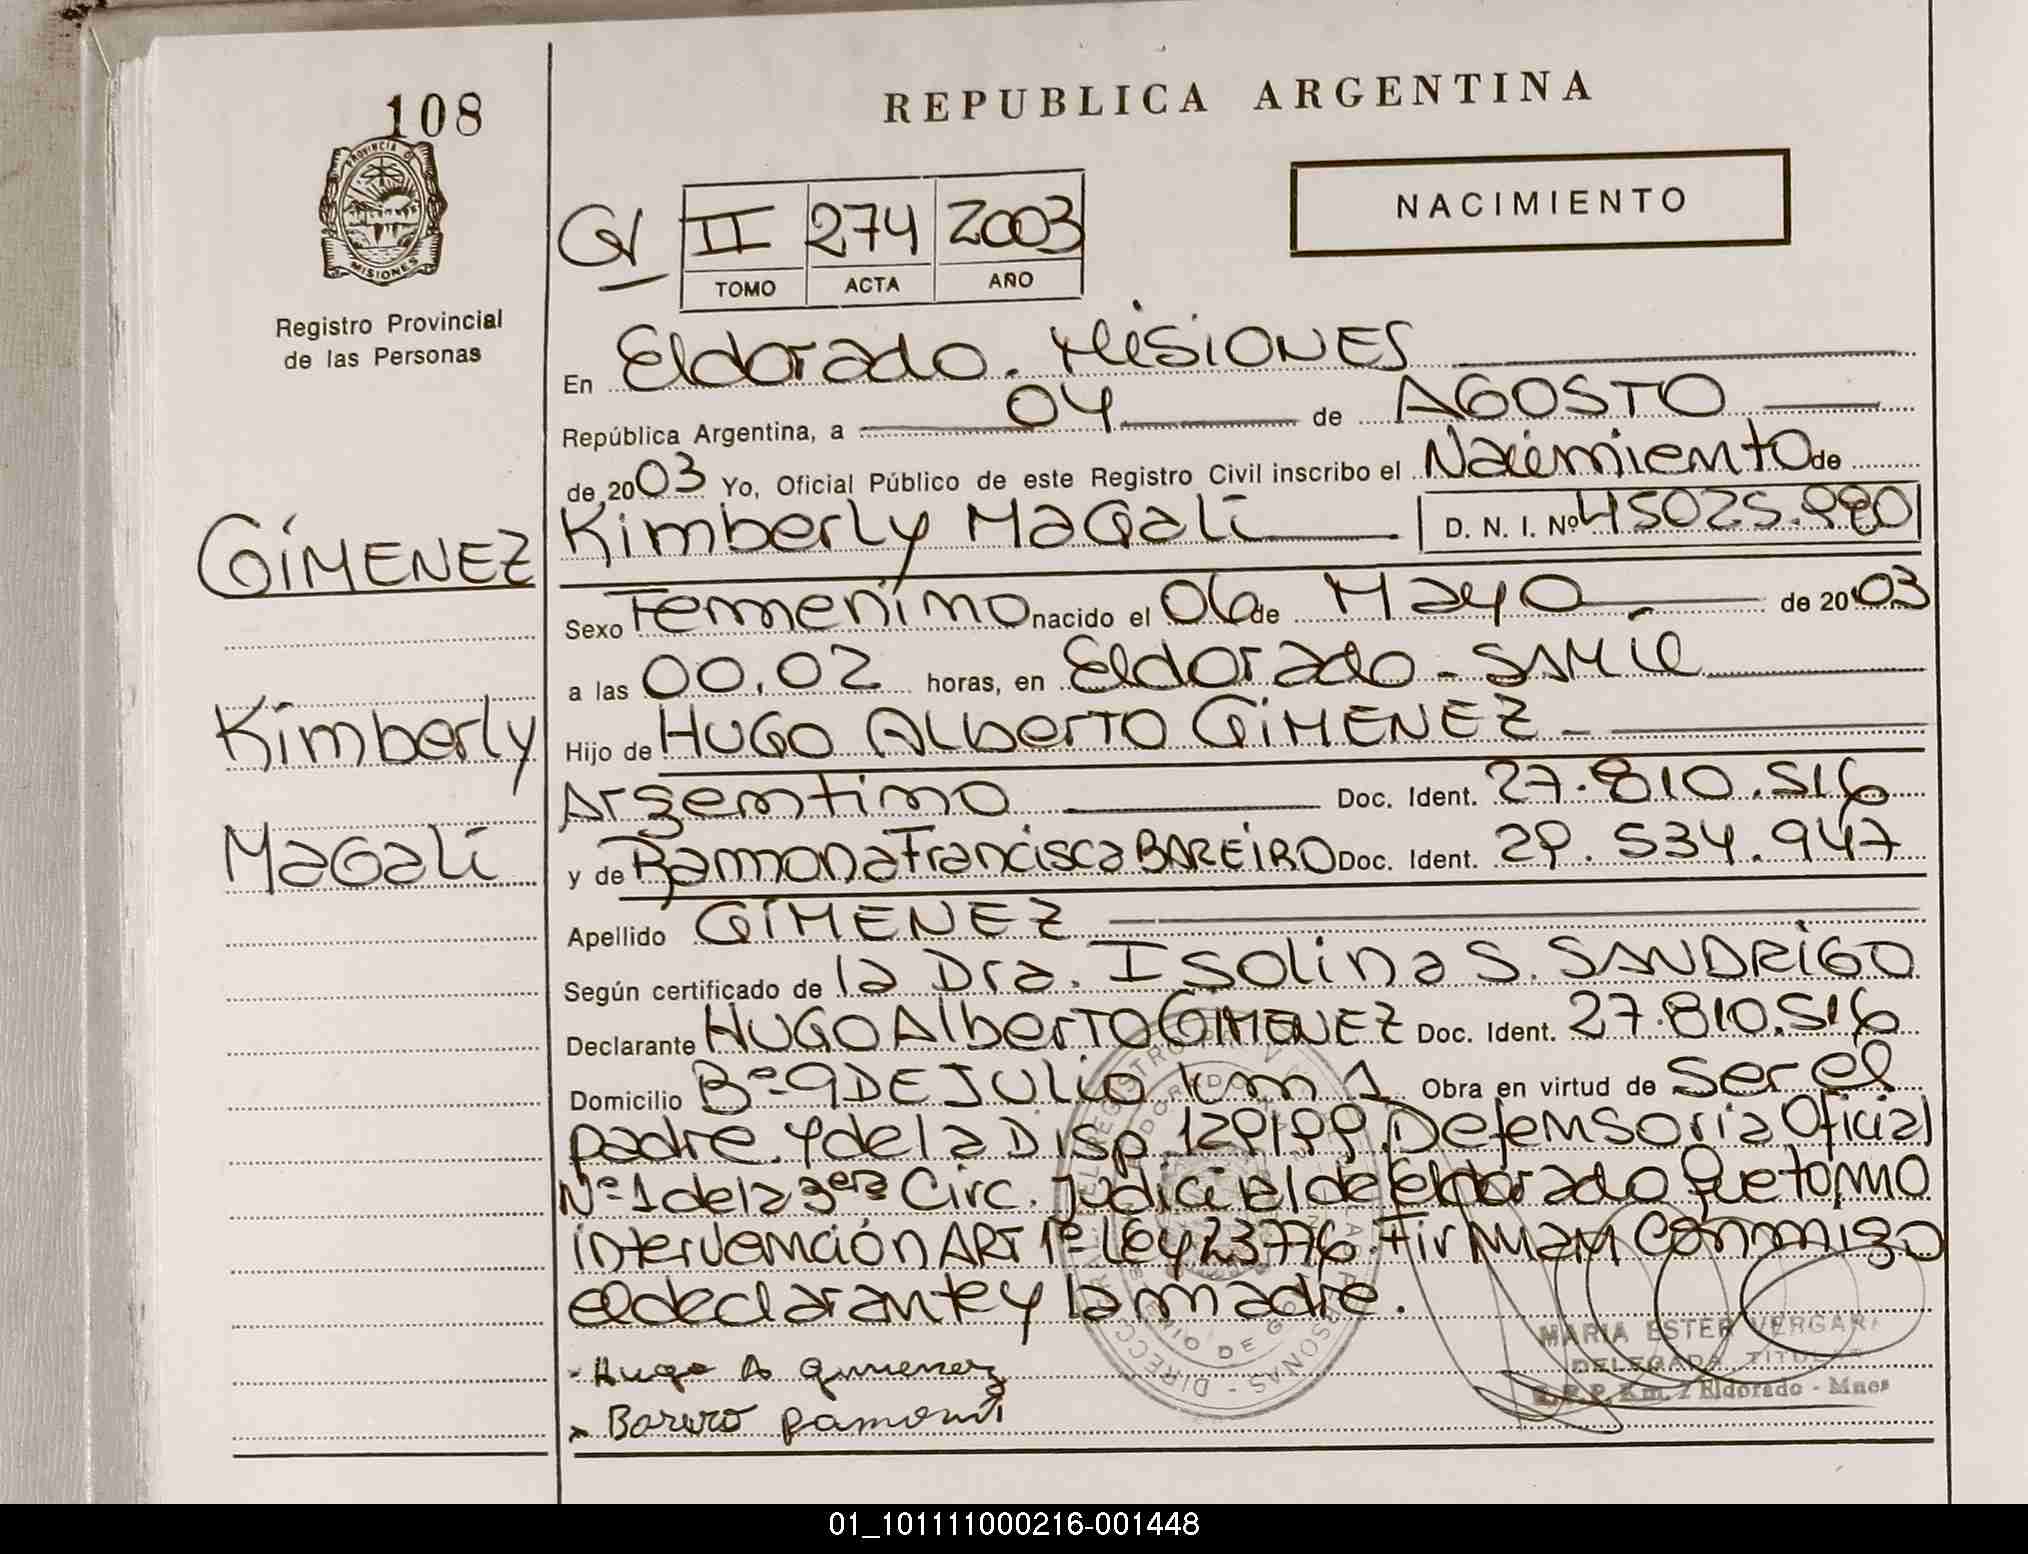 108
PROVINCIA DE
MISIONES
Registro Provincial
de las Personas
REPUBLICA ARGENTINA
NACIMIENTO
II 274 2003
TOMO ACTA AÑO
En Eldorado. Misiones
República Argentina, a 04 de AGOSTO
de 2003 Yo, Oficial Público de este Registro Civil inscribo el Nacimiento de
GIMENEZ
Kimberly Magali D. N. I. Nº 45025.990
Sexo Femenino nacido el 06 de Mayo de 2003
a las 00.02 horas, en Eldorado - SAMIC
Kimberly
Hijo de HUGO Alberto GIMENEZ
Argentino Doc. Ident. 27.810.516
Magali
y de Ramona Francisca BAREIRO Doc. Ident. 29.534.947
Apellido GIMENEZ
Según certificado de la Dra. Isolina S. SANDRIGO
Declarante HUGO Alberto GIMENEZ Doc. Ident. 27.810.516
Domicilio Bº 9 DE JULIO km 1 Obra en virtud de ser el
padre y de la Disp. 129/99. Defensoria Oficial
Nº 1 de la 3era Circ. Judicial de Eldorado que tomo
intervención ART 1º Ley 23776. Firman conmigo
el declarante y la madre.
Hugo A Gimenez
MARIA ESTER VERGARA
DELEGADA TITULAR
R.P.P. Km. 2 Eldorado - Mnes
01_101111000216-001448